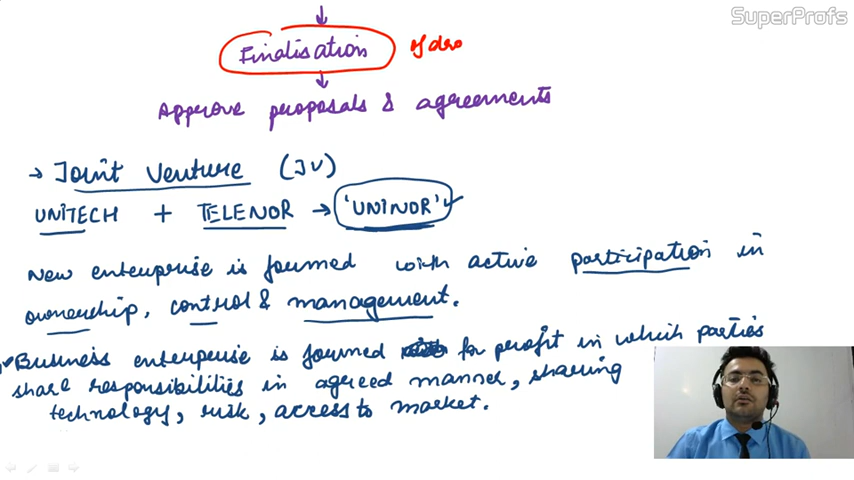 SuperProfs
Finalisation of dro
Approve proposals & agreements
→ Joint Venture (JV)
UNITECH + TELENOR → 'UNINOR'
New enterprise is formed with active participation in
ownership, control & management.
Business enterprise is formed for profit in which parties
share responsibilities in agreed manner, sharing
technology, risk, access to market.